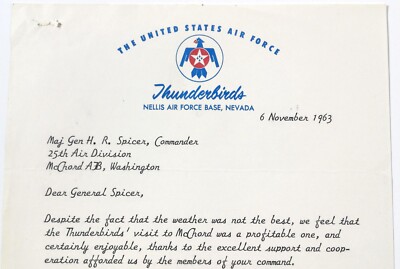 THE UNITED STATES AIR FORCE
Thunderbirds
NELLIS AIR FORCE BASE, NEVADA
6 November 1963
Maj Gen H. R. Spicer, Commander
25th Air Division
McChord AFB, Washington
Dear General Spicer,
Despite the fact that the weather was not the best, we feel that
the Thunderbirds' visit to McChord was a profitable one, and
certainly enjoyable, thanks to the excellent support and coop-
eration afforded us by the members of your command.